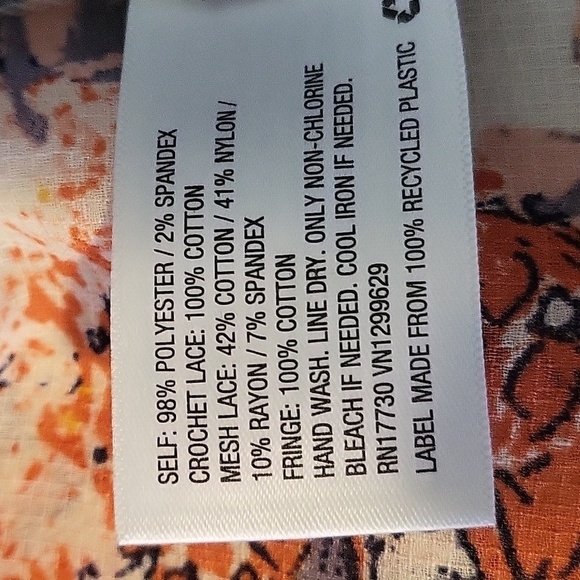 SELF: 98% POLYESTER / 2% SPANDEX
CROCHET LACE: 100% COTTON
MESH LACE: 42% COTTON / 41% NYLON /
10% RAYON / 7% SPANDEX
FRINGE: 100% COTTON
HAND WASH. LINE DRY. ONLY NON-CHLORINE
BLEACH IF NEEDED. COOL IRON IF NEEDED.
RN17730 VN1299629
LABEL MADE FROM 100% RECYCLED PLASTIC